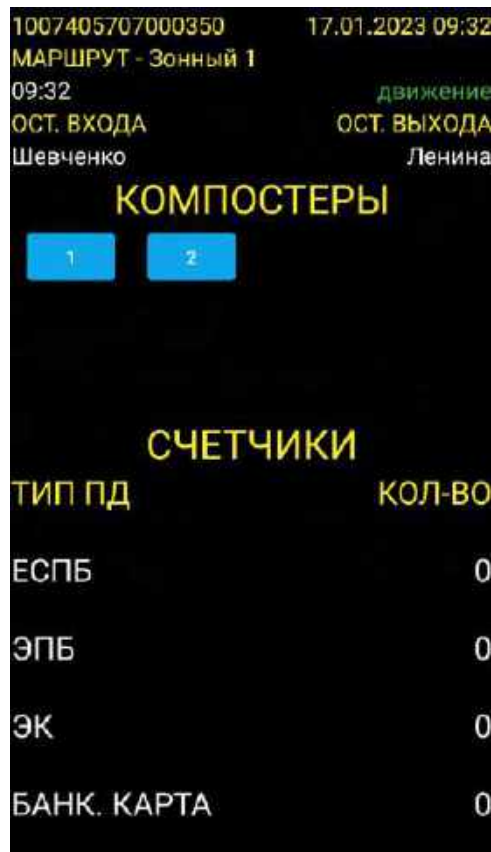 1007405707000350 17.01.2023 09:32
МАРШРУТ - Зонный 1
09:32 движение
ОСТ. ВХОДА ОСТ. ВЫХОДА
Шевченко Ленина
КОМПОСТЕРЫ
1 2
СЧЕТЧИКИ
ТИП ПД КОЛ-ВО
ЕСПБ 0
ЭПБ 0
ЭК 0
БАНК. КАРТА 0